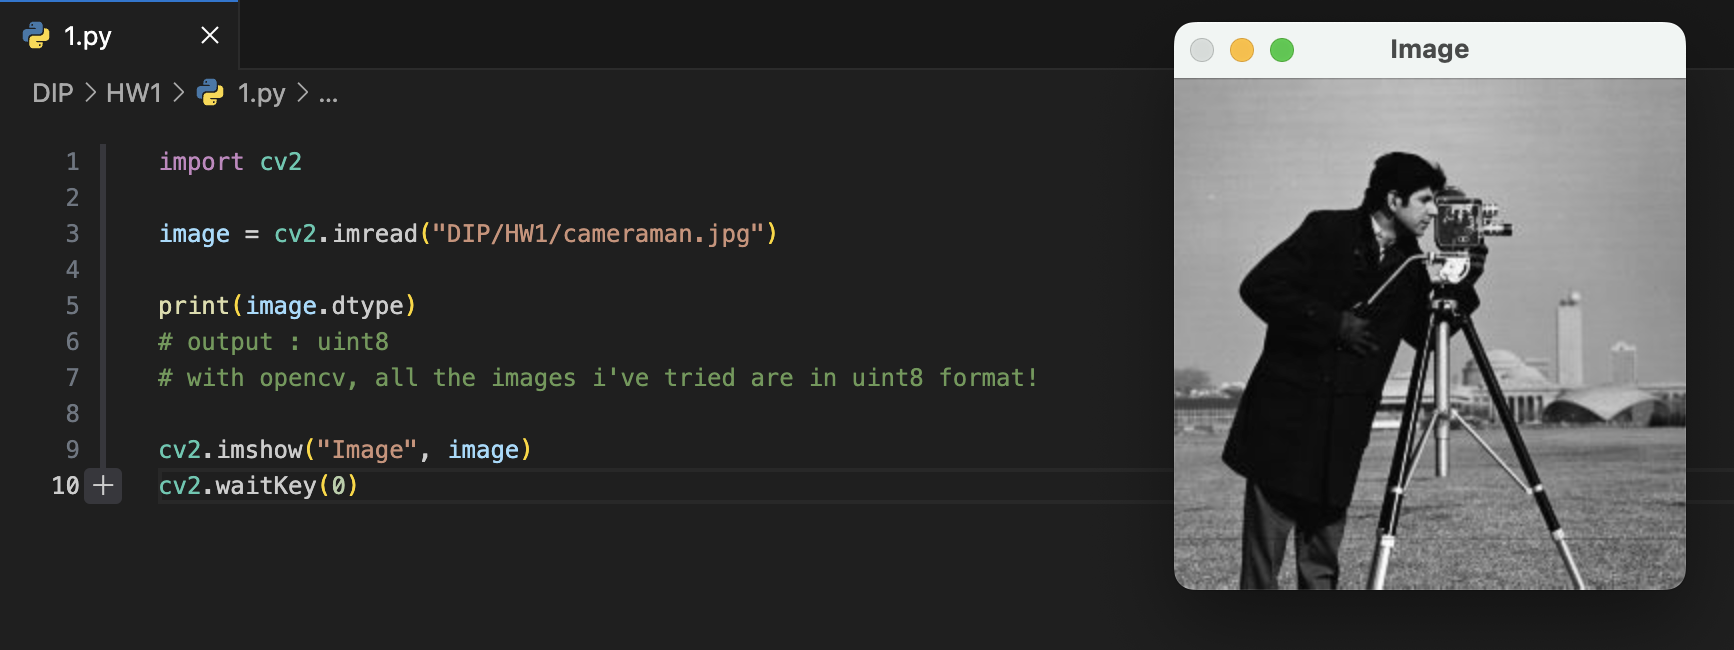 1.py
DIP > HW1 > 1.py > ...
1 import cv2
2
3 image = cv2.imread("DIP/HW1/cameraman.jpg")
4
5 print(image.dtype)
6 # output : uint8
7 # with opencv, all the images i've tried are in uint8 format!
8
9 cv2.imshow("Image", image)
10 cv2.waitKey(0)
Image